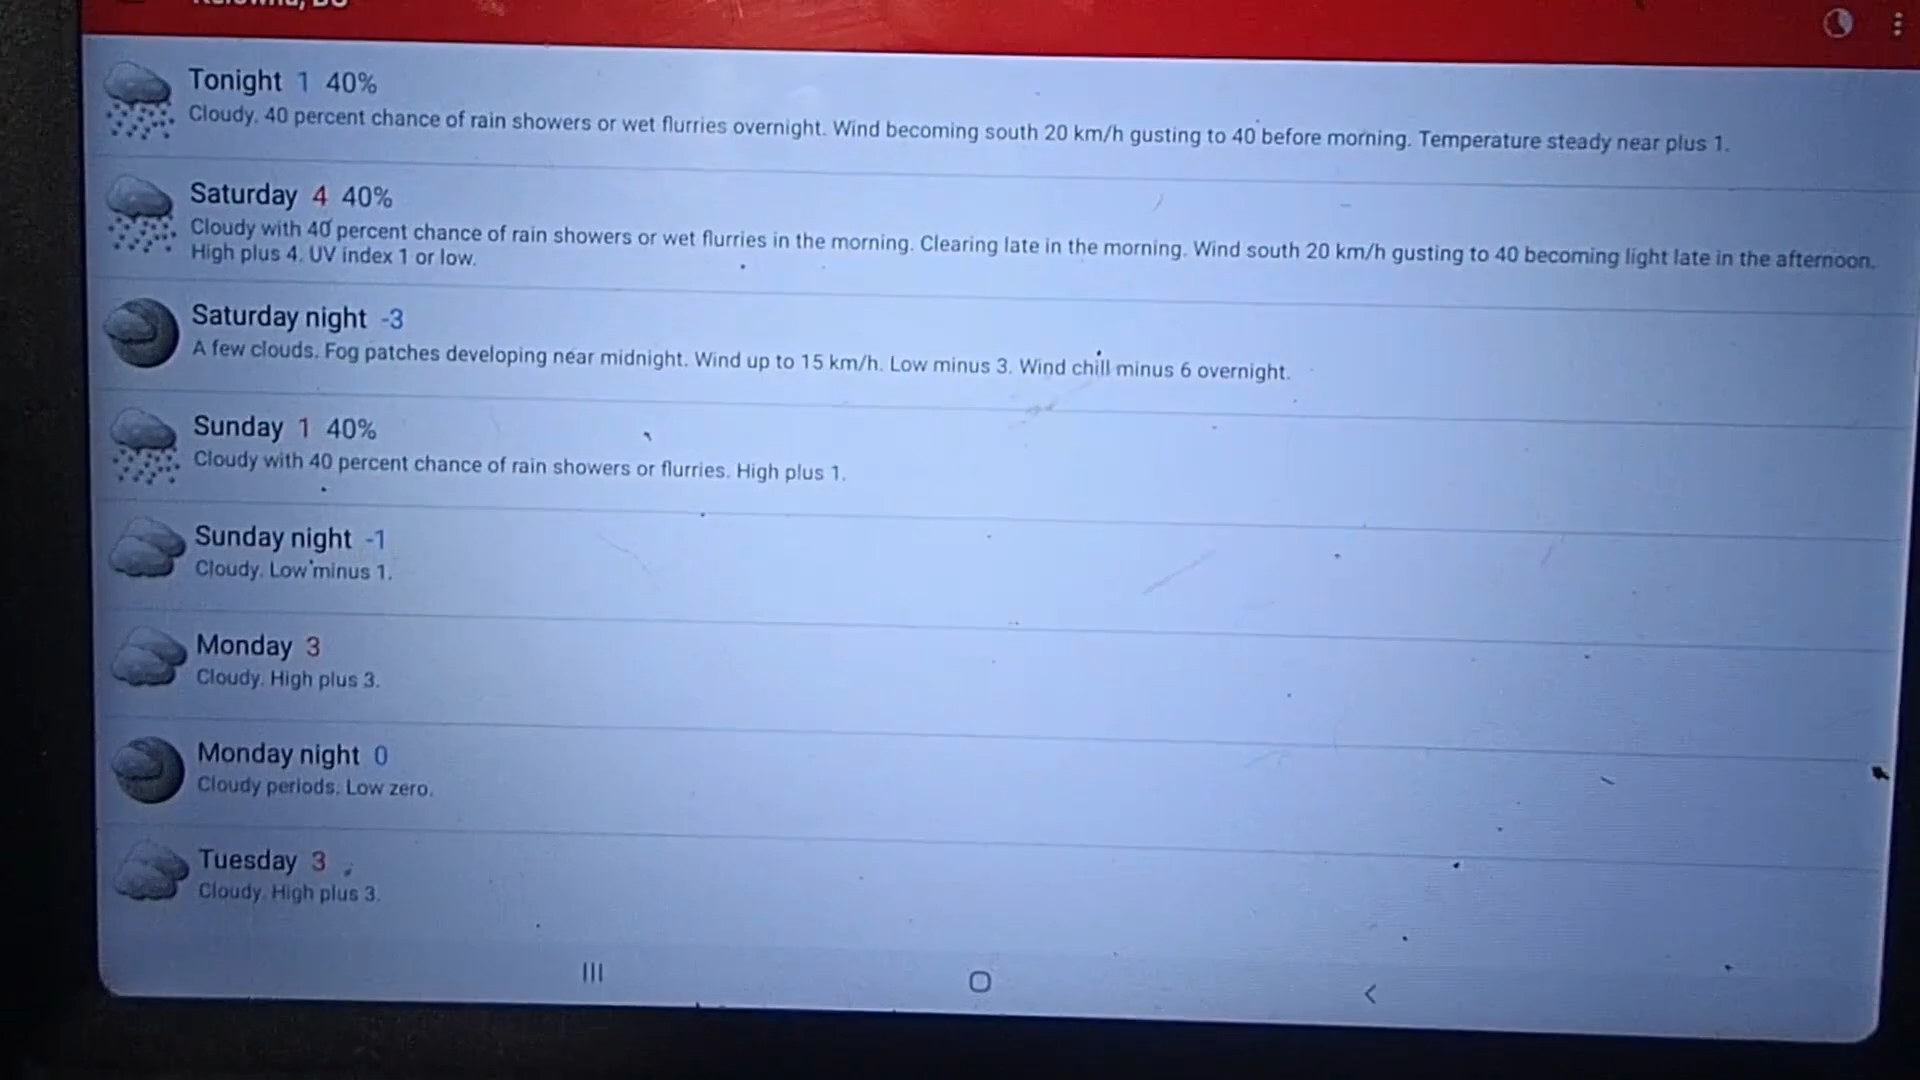 Kelowna, BC
Tonight 1 40%
Cloudy. 40 percent chance of rain showers or wet flurries overnight. Wind becoming south 20 km/h gusting to 40 before morning. Temperature steady near plus 1.
Saturday 4 40%
Cloudy with 40 percent chance of rain showers or wet flurries in the morning. Clearing late in the morning. Wind south 20 km/h gusting to 40 becoming light late in the afternoon.
High plus 4. UV index 1 or low.
Saturday night -3
A few clouds. Fog patches developing near midnight. Wind up to 15 km/h. Low minus 3. Wind chill minus 6 overnight.
Sunday 1 40%
Cloudy with 40 percent chance of rain showers or flurries. High plus 1.
Sunday night -1
Cloudy. Low minus 1.
Monday 3
Cloudy. High plus 3.
Monday night 0
Cloudy periods. Low zero.
Tuesday 3
Cloudy. High plus 3.